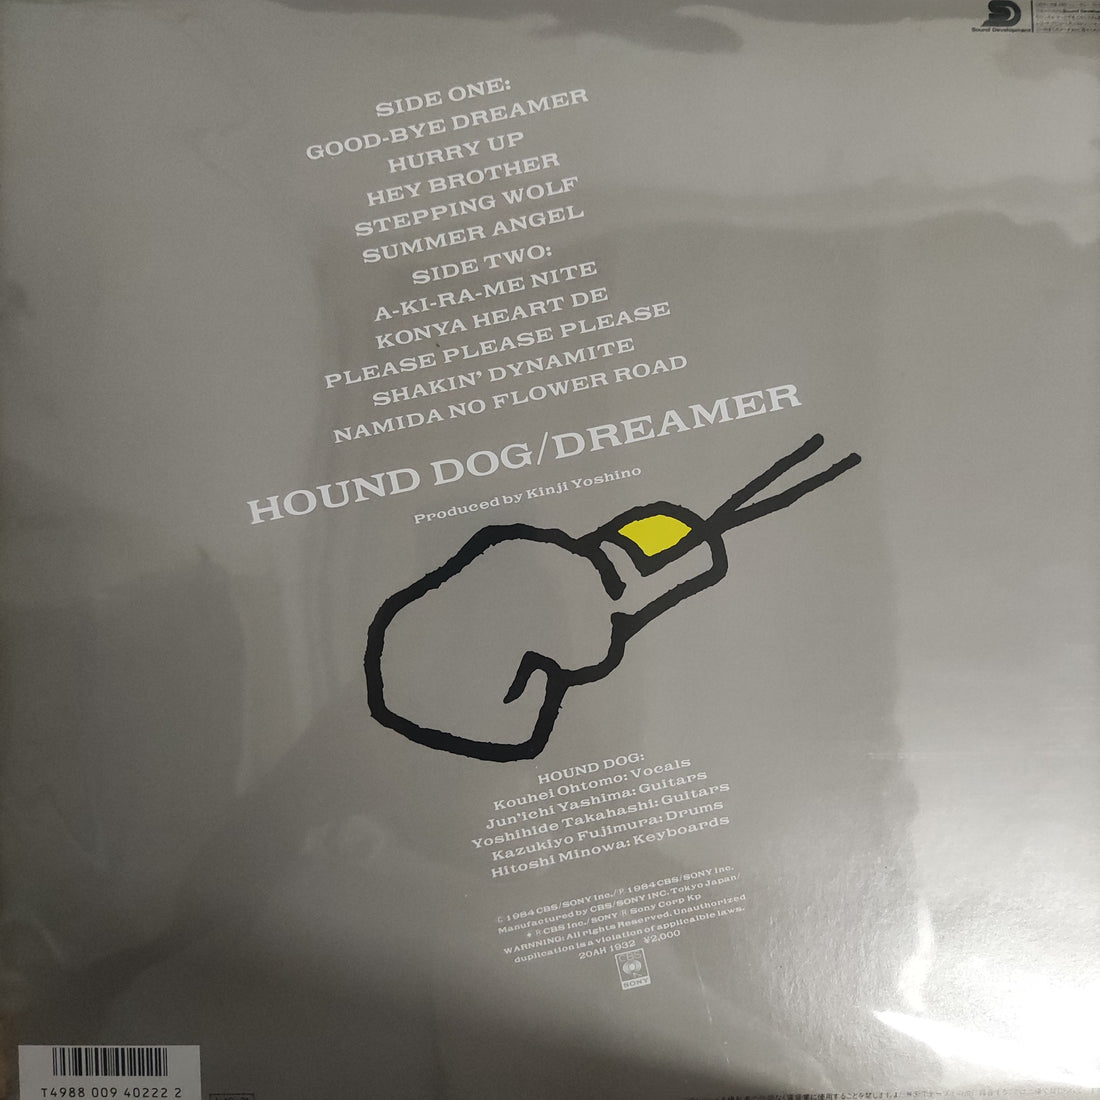 Sound Development
SIDE ONE:
GOOD-BYE DREAMER
HURRY UP
HEY BROTHER
STEPPING WOLF
SUMMER ANGEL
SIDE TWO:
A-KI-RA-ME NITE
KONYA HEART DE
PLEASE PLEASE PLEASE
SHAKIN' DYNAMITE
NAMIDA NO FLOWER ROAD
HOUND DOG/DREAMER
Produced by Kinji Yoshino
HOUND DOG:
Kouhei Ohtomo: Vocals
Jun'ichi Yashima: Guitars
Yoshihide Takahashi: Guitars
Kazukiyo Fujimura: Drums
Hitoshi Minowa: Keyboards
© 1984 CBS/SONY Inc./℗ 1984 CBS/SONY Inc.
Manufactured by CBS/SONY INC. Tokyo Japan/
® CBS Inc./SONY ® Sony Corp Kp
WARNNING: All rights Reserved. Unauthorized
duplication is a violation of applicaible laws.
20AH 1932 ¥2,000
CBS
SONY
T4988 009 40222 2